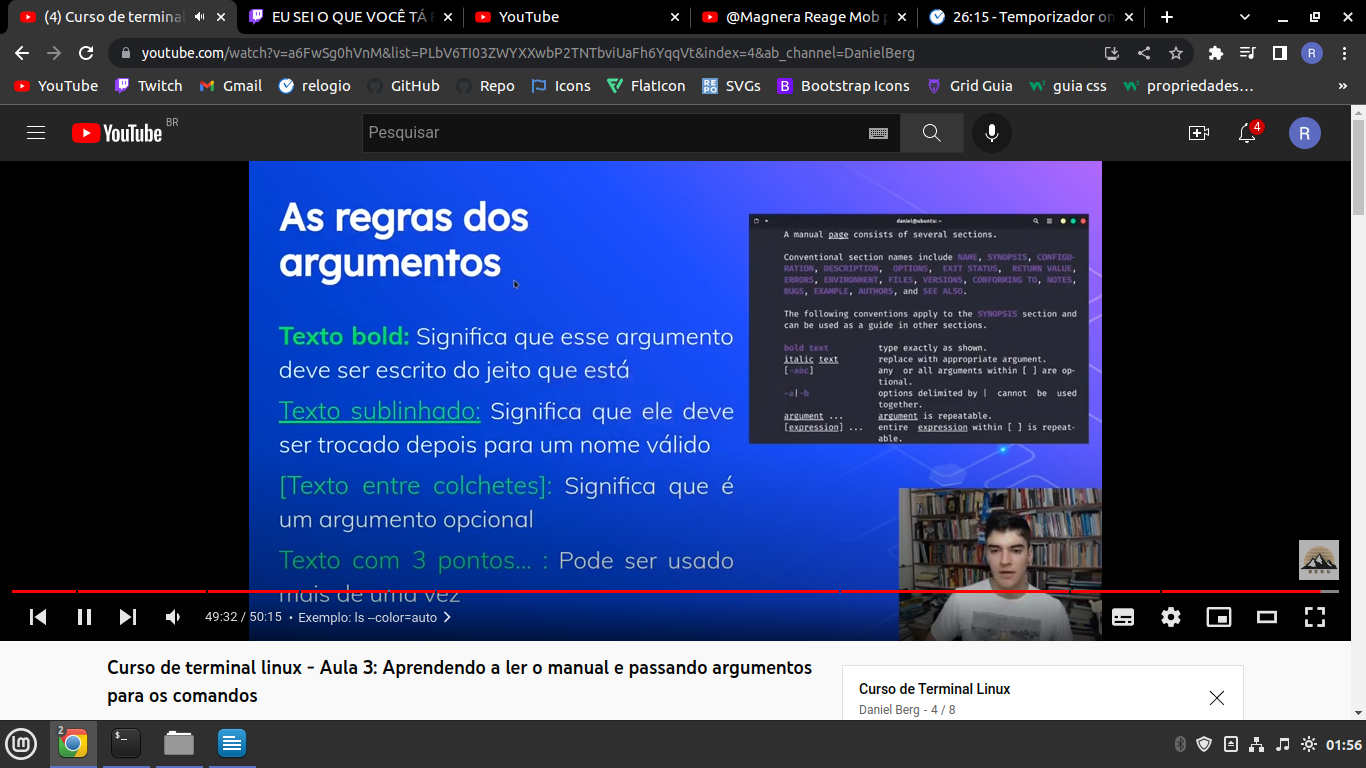 (4) Curso de terminal
EU SEI O QUE VOCÊ TÁ
YouTube
@Magnera Reage Mob
26:15 - Temporizador on
youtube.com/watch?v=a6FwSg0hVnM&list=PLbV6TI03ZWYXXwbP2TNTbviUaFh6YqqVt&index=4&ab_channel=DanielBerg
R
YouTube
Twitch
Gmail
relogio
GitHub
Repo
Icons
FlatIcon
SVGs
Bootstrap Icons
Grid Guia
guia css
propriedades…
»
YouTube BR
Pesquisar
4
R
As regras dos
argumentos
Texto bold: Significa que esse argumento
deve ser escrito do jeito que está
Texto sublinhado: Significa que ele deve
ser trocado depois para um nome válido
[Texto entre colchetes]: Significa que é
um argumento opcional
Texto com 3 pontos... : Pode ser usado
mais de uma vez
daniel@ubuntu: ~
A manual page consists of several sections.
Conventional section names include NAME, SYNOPSIS, CONFIGU-
RATION, DESCRIPTION, OPTIONS, EXIT STATUS, RETURN VALUE,
ERRORS, ENVIRONMENT, FILES, VERSIONS, CONFORMING TO, NOTES,
BUGS, EXAMPLE, AUTHORS, and SEE ALSO.
The following conventions apply to the SYNOPSIS section and
can be used as a guide in other sections.
bold text type exactly as shown.
italic text replace with appropriate argument.
[-abc] any or all arguments within [ ] are op-
tional.
-a|-b options delimited by | cannot be used
together.
argument ... argument is repeatable.
[expression] ... entire expression within [ ] is repeat-
able.
BERG
49:32 / 50:15 • Exemplo: ls --color=auto
Curso de terminal linux - Aula 3: Aprendendo a ler o manual e passando argumentos
para os comandos
Curso de Terminal Linux
Daniel Berg - 4 / 8
2
$_
01:56